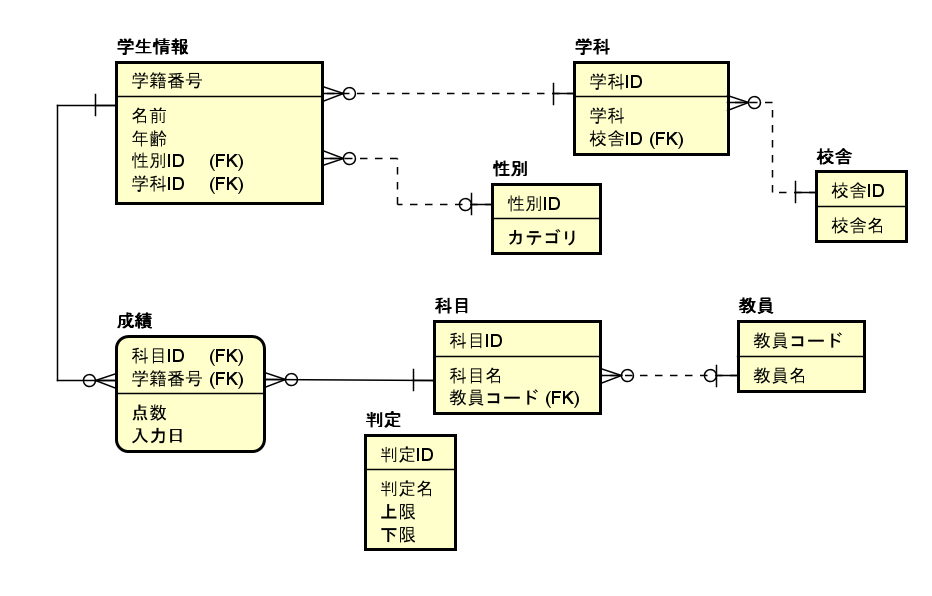 学生情報
学籍番号
名前
年齢
性別ID (FK)
学科ID (FK)
学科
学科ID
学科
校舎ID (FK)
校舎
校舎ID
校舎名
性別
性別ID
カテゴリ
成績
科目ID (FK)
学籍番号 (FK)
点数
入力日
科目
科目ID
科目名
教員コード (FK)
教員
教員コード
教員名
判定
判定ID
判定名
上限
下限